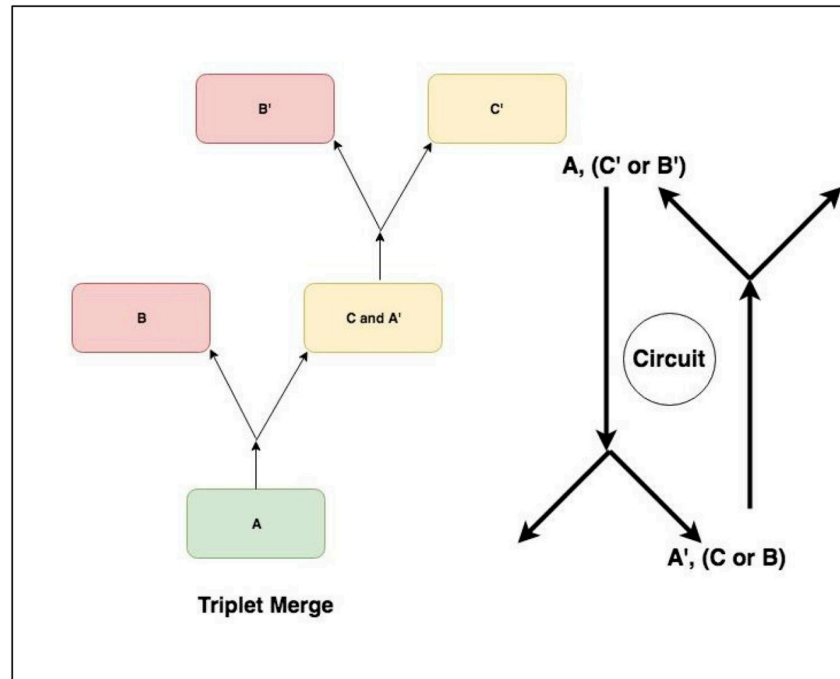 B'
C'
A, (C' or B')
B
C and A'
Circuit
A
A', (C or B)
Triplet Merge